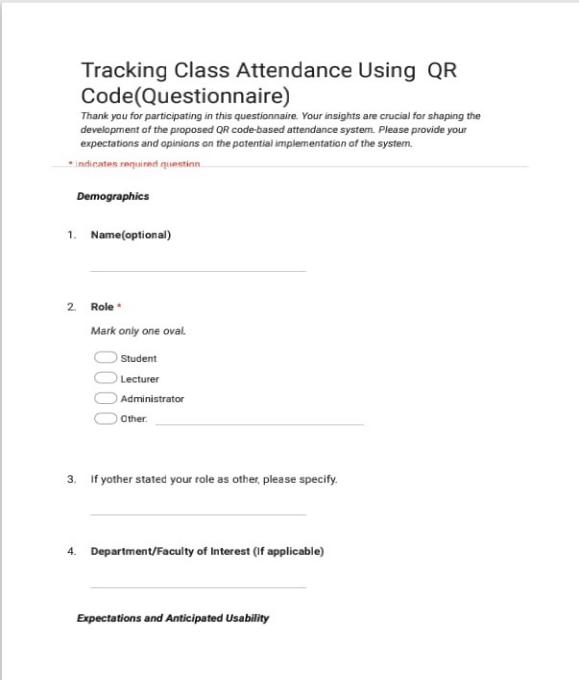 Tracking Class Attendance Using QR
Code(Questionnaire)
Thank you for participating in this questionnaire. Your insights are crucial for shaping the
development of the proposed QR code-based attendance system. Please provide your
expectations and opinions on the potential implementation of the system.
* Indicates required question
Demographics
1. Name(optional)
2. Role *
Mark only one oval.
Student
Lecturer
Administrator
Other:
3. If yother stated your role as other, please specify.
4. Department/Faculty of Interest (If applicable)
Expectations and Anticipated Usability